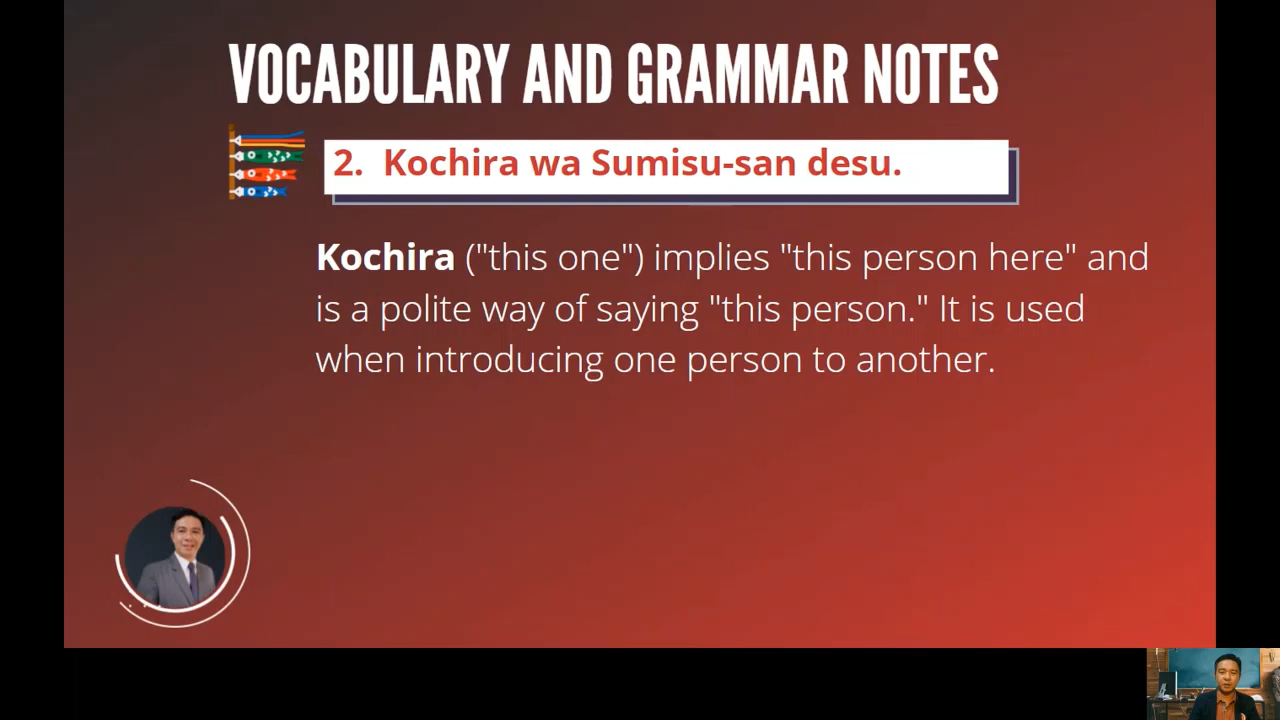 VOCABULARY AND GRAMMAR NOTES
2. Kochira wa Sumisu-san desu.
Kochira ("this one") implies "this person here" and
is a polite way of saying "this person." It is used
when introducing one person to another.